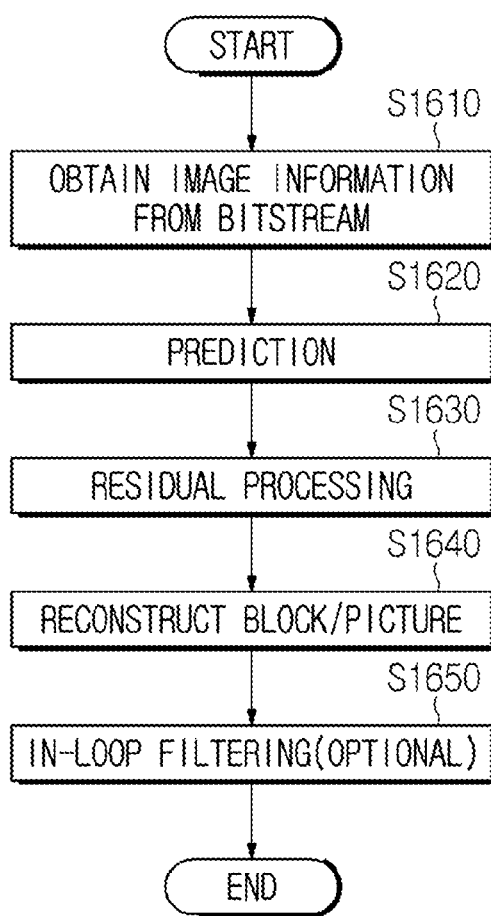 START
S1610
OBTAIN IMAGE INFORMATION
FROM BITSTREAM
S1620
PREDICTION
S1630
RESIDUAL PROCESSING
S1640
RECONSTRUCT BLOCK/PICTURE
S1650
IN-LOOP FILTERING(OPTIONAL)
END